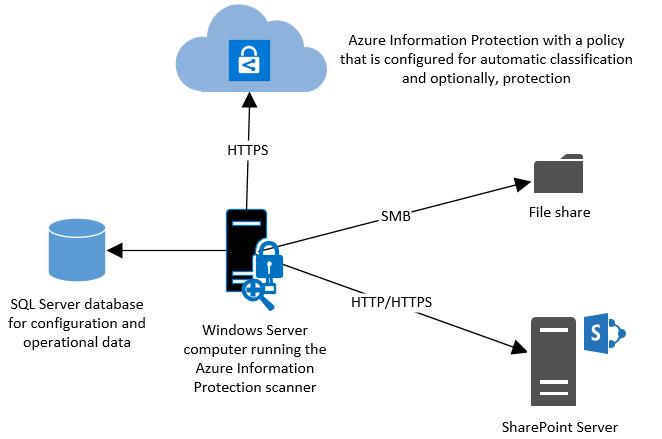 Azure Information Protection with a policy
that is configured for automatic classification
and optionally, protection
HTTPS
SMB
File share
HTTP/HTTPS
SQL Server database
for configuration and
operational data
Windows Server
computer running the
Azure Information
Protection scanner
S
SharePoint Server